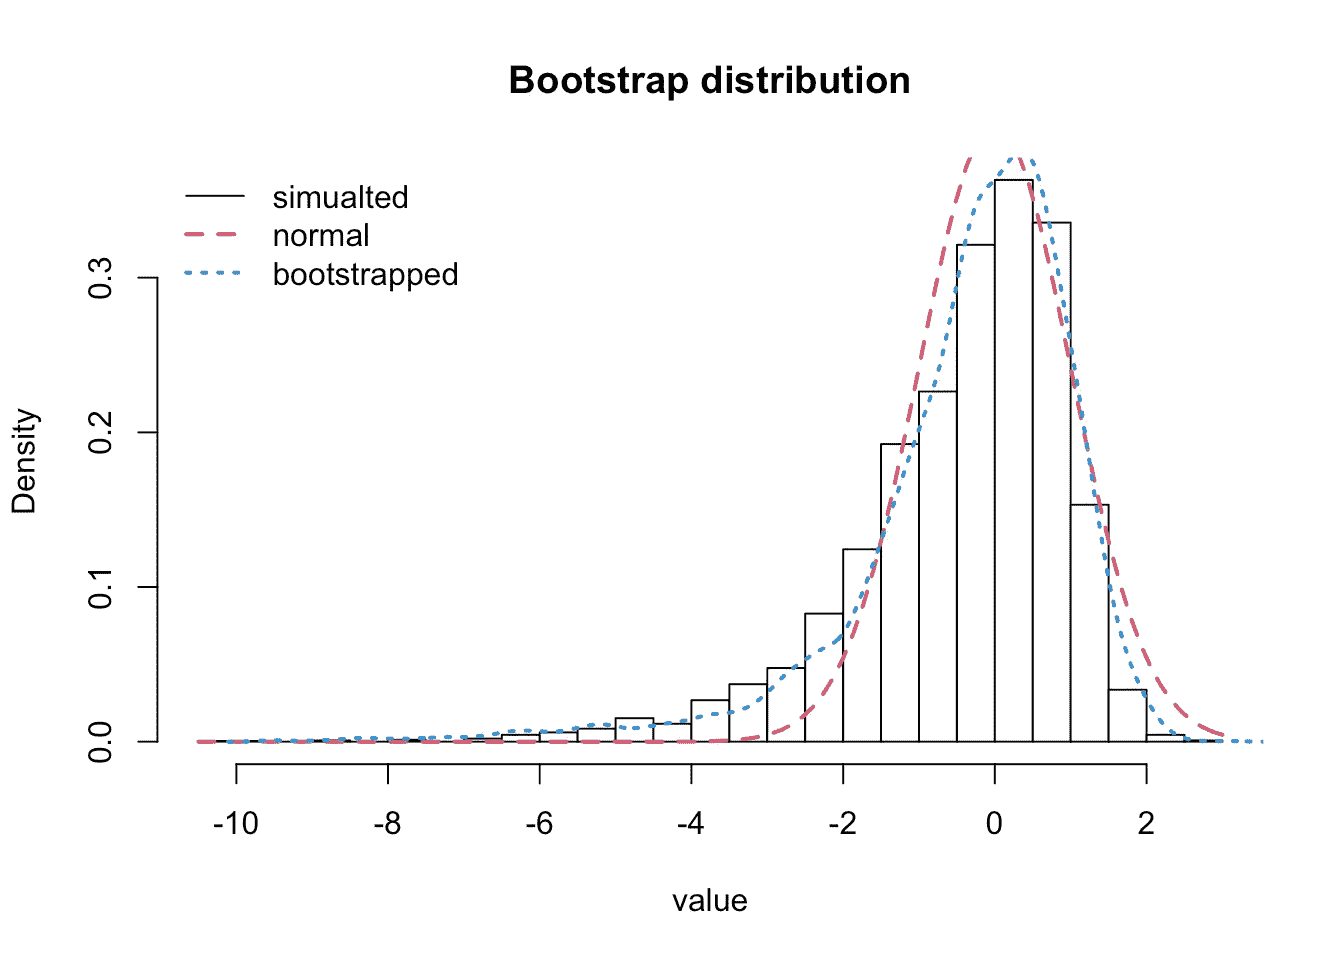 Bootstrap distribution
simualted
normal
bootstrapped
Density
0.3
0.2
0.1
0.0
-10 -8 -6 -4 -2 0 2
value